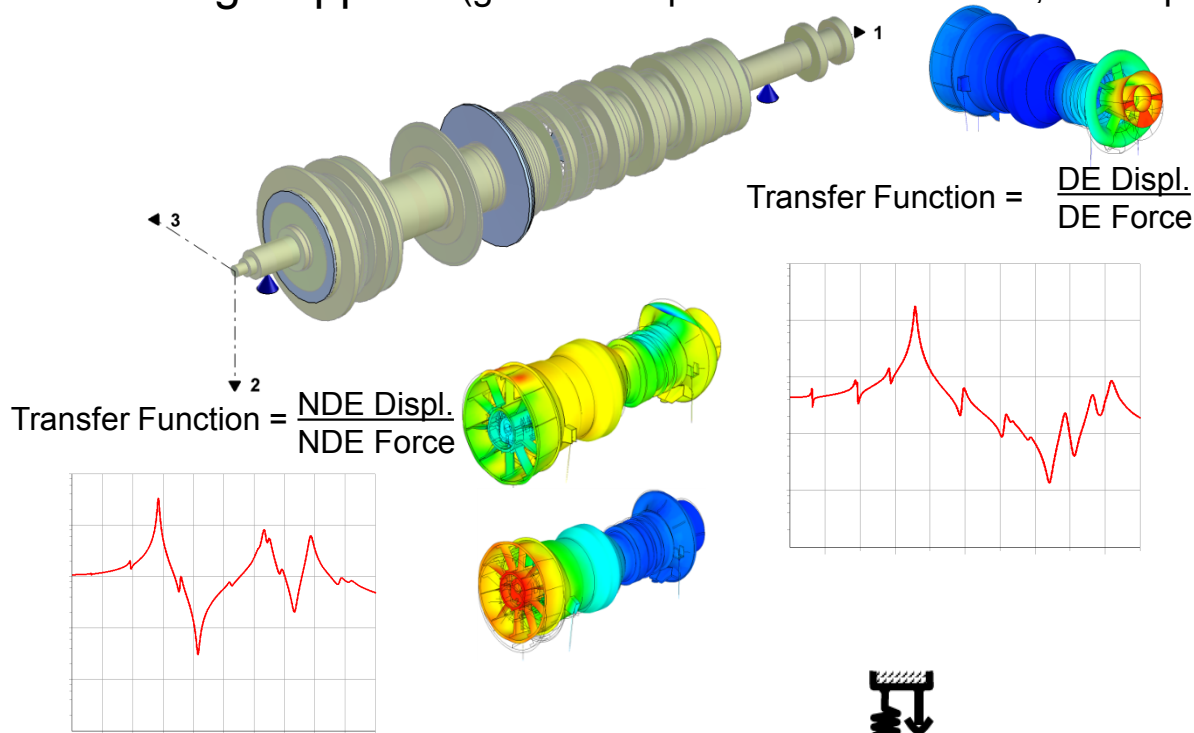 1
3
2
Transfer Function = DE Displ.
DE Force
Transfer Function = NDE Displ.
NDE Force